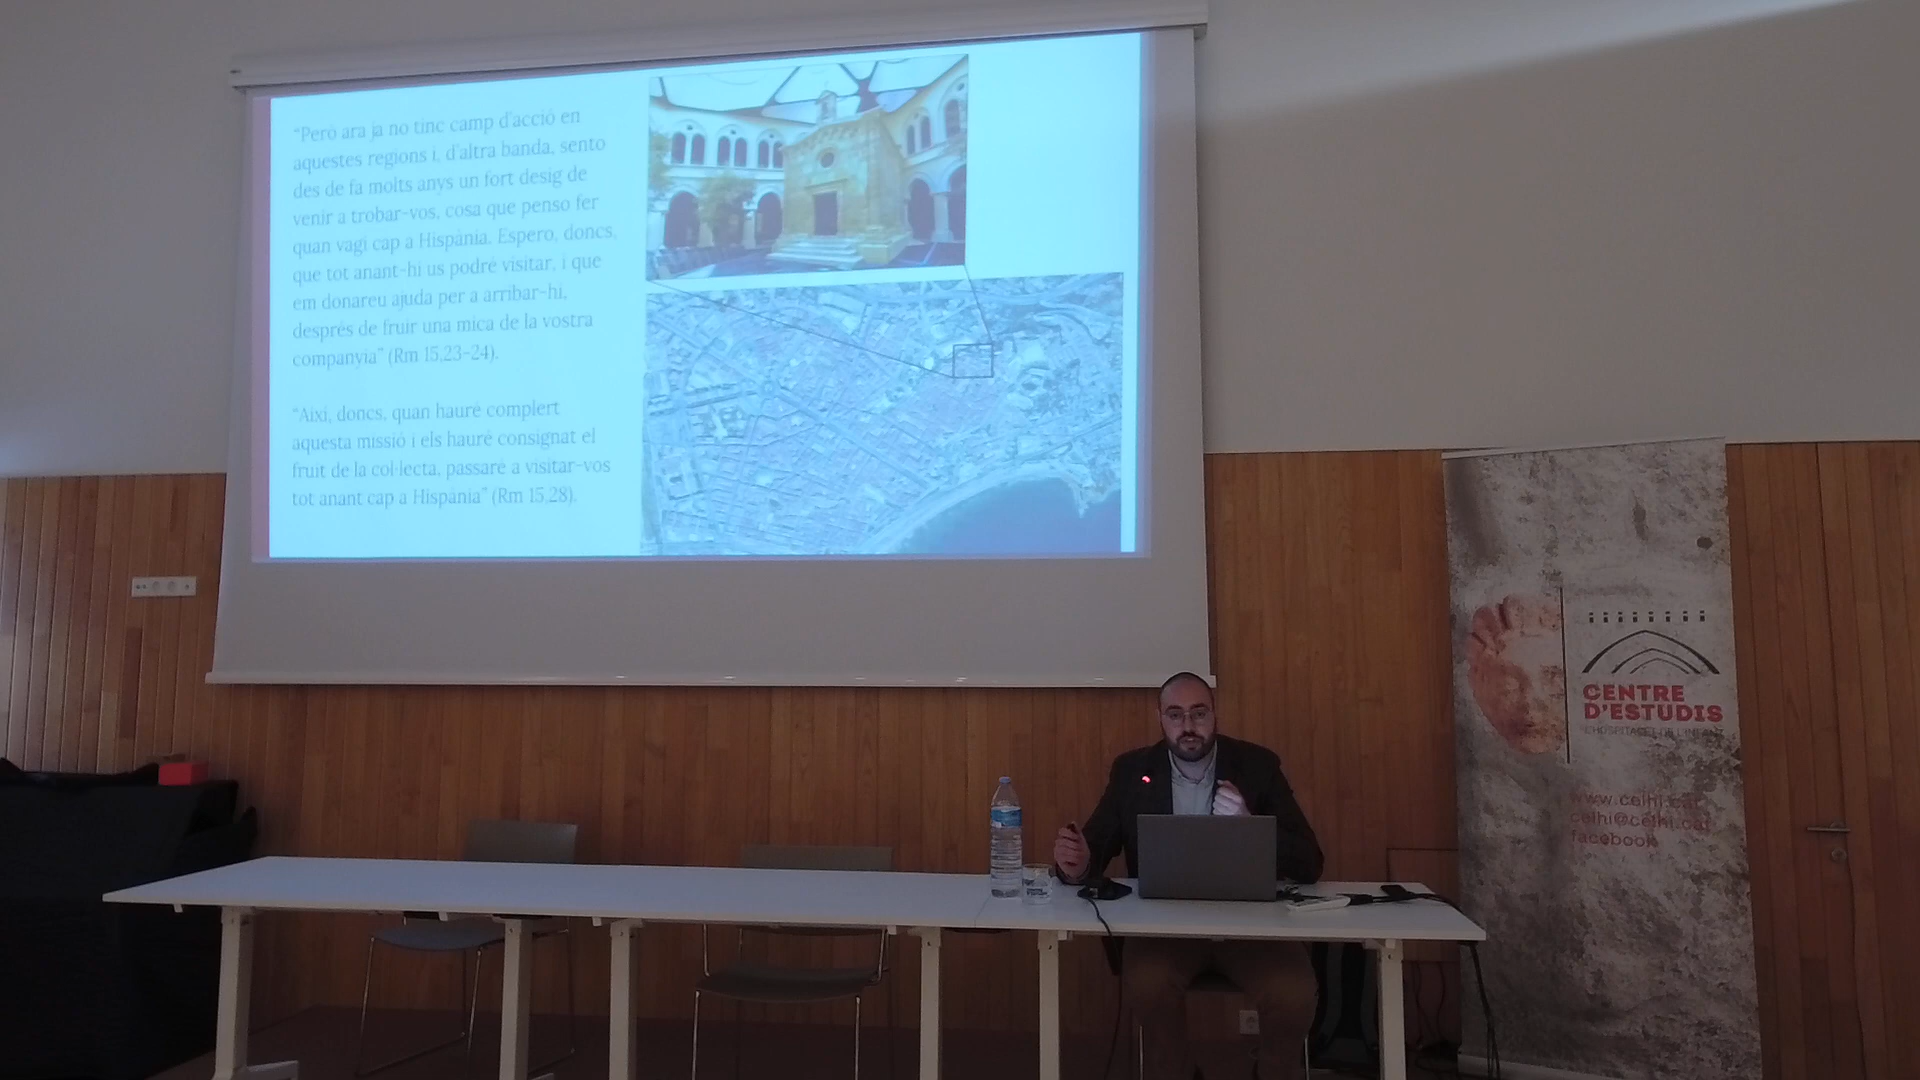 “Però ara ja no tinc camp d'acció en
aquestes regions i, d'altra banda, sento
des de fa molts anys un fort desig de
venir a trobar-vos, cosa que penso fer
quan vagi cap a Hispània. Espero, doncs,
que tot anant-hi us podré visitar, i que
em donareu ajuda per a arribar-hi,
després de fruir una mica de la vostra
companyia” (Rm 15,23-24).
“Així, doncs, quan hauré complert
aquesta missió i els hauré consignat el
fruit de la col·lecta, passaré a visitar-vos
tot anant cap a Hispània” (Rm 15,28).
CENTRE
D'ESTUDIS
L'HOSPITALET DE L'INFANT
www.celhi.cat
celhi@celhi.cat
facebook